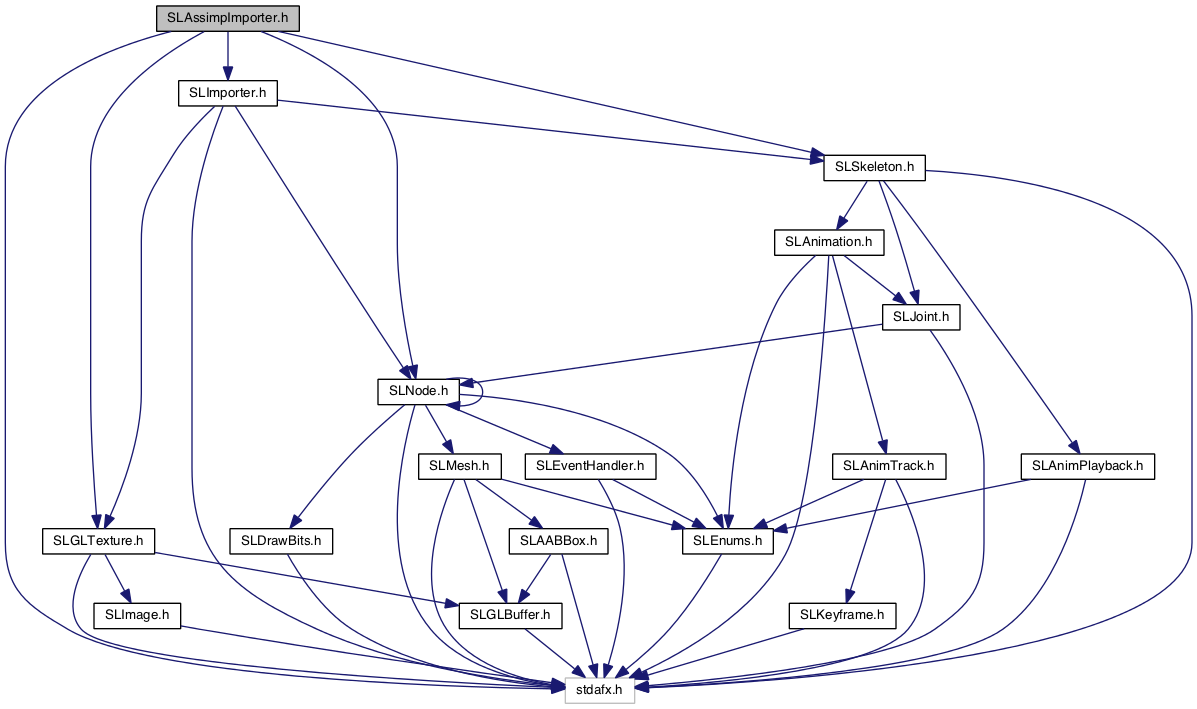 SLAssimpImporter.h
SLImporter.h
SLSkeleton.h
SLAnimation.h
SLJoint.h
SLNode.h
SLMesh.h
SLEventHandler.h
SLAnimTrack.h
SLAnimPlayback.h
SLGLTexture.h
SLDrawBits.h
SLAABBox.h
SLEnums.h
SLImage.h
SLGLBuffer.h
SLKeyframe.h
stdafx.h